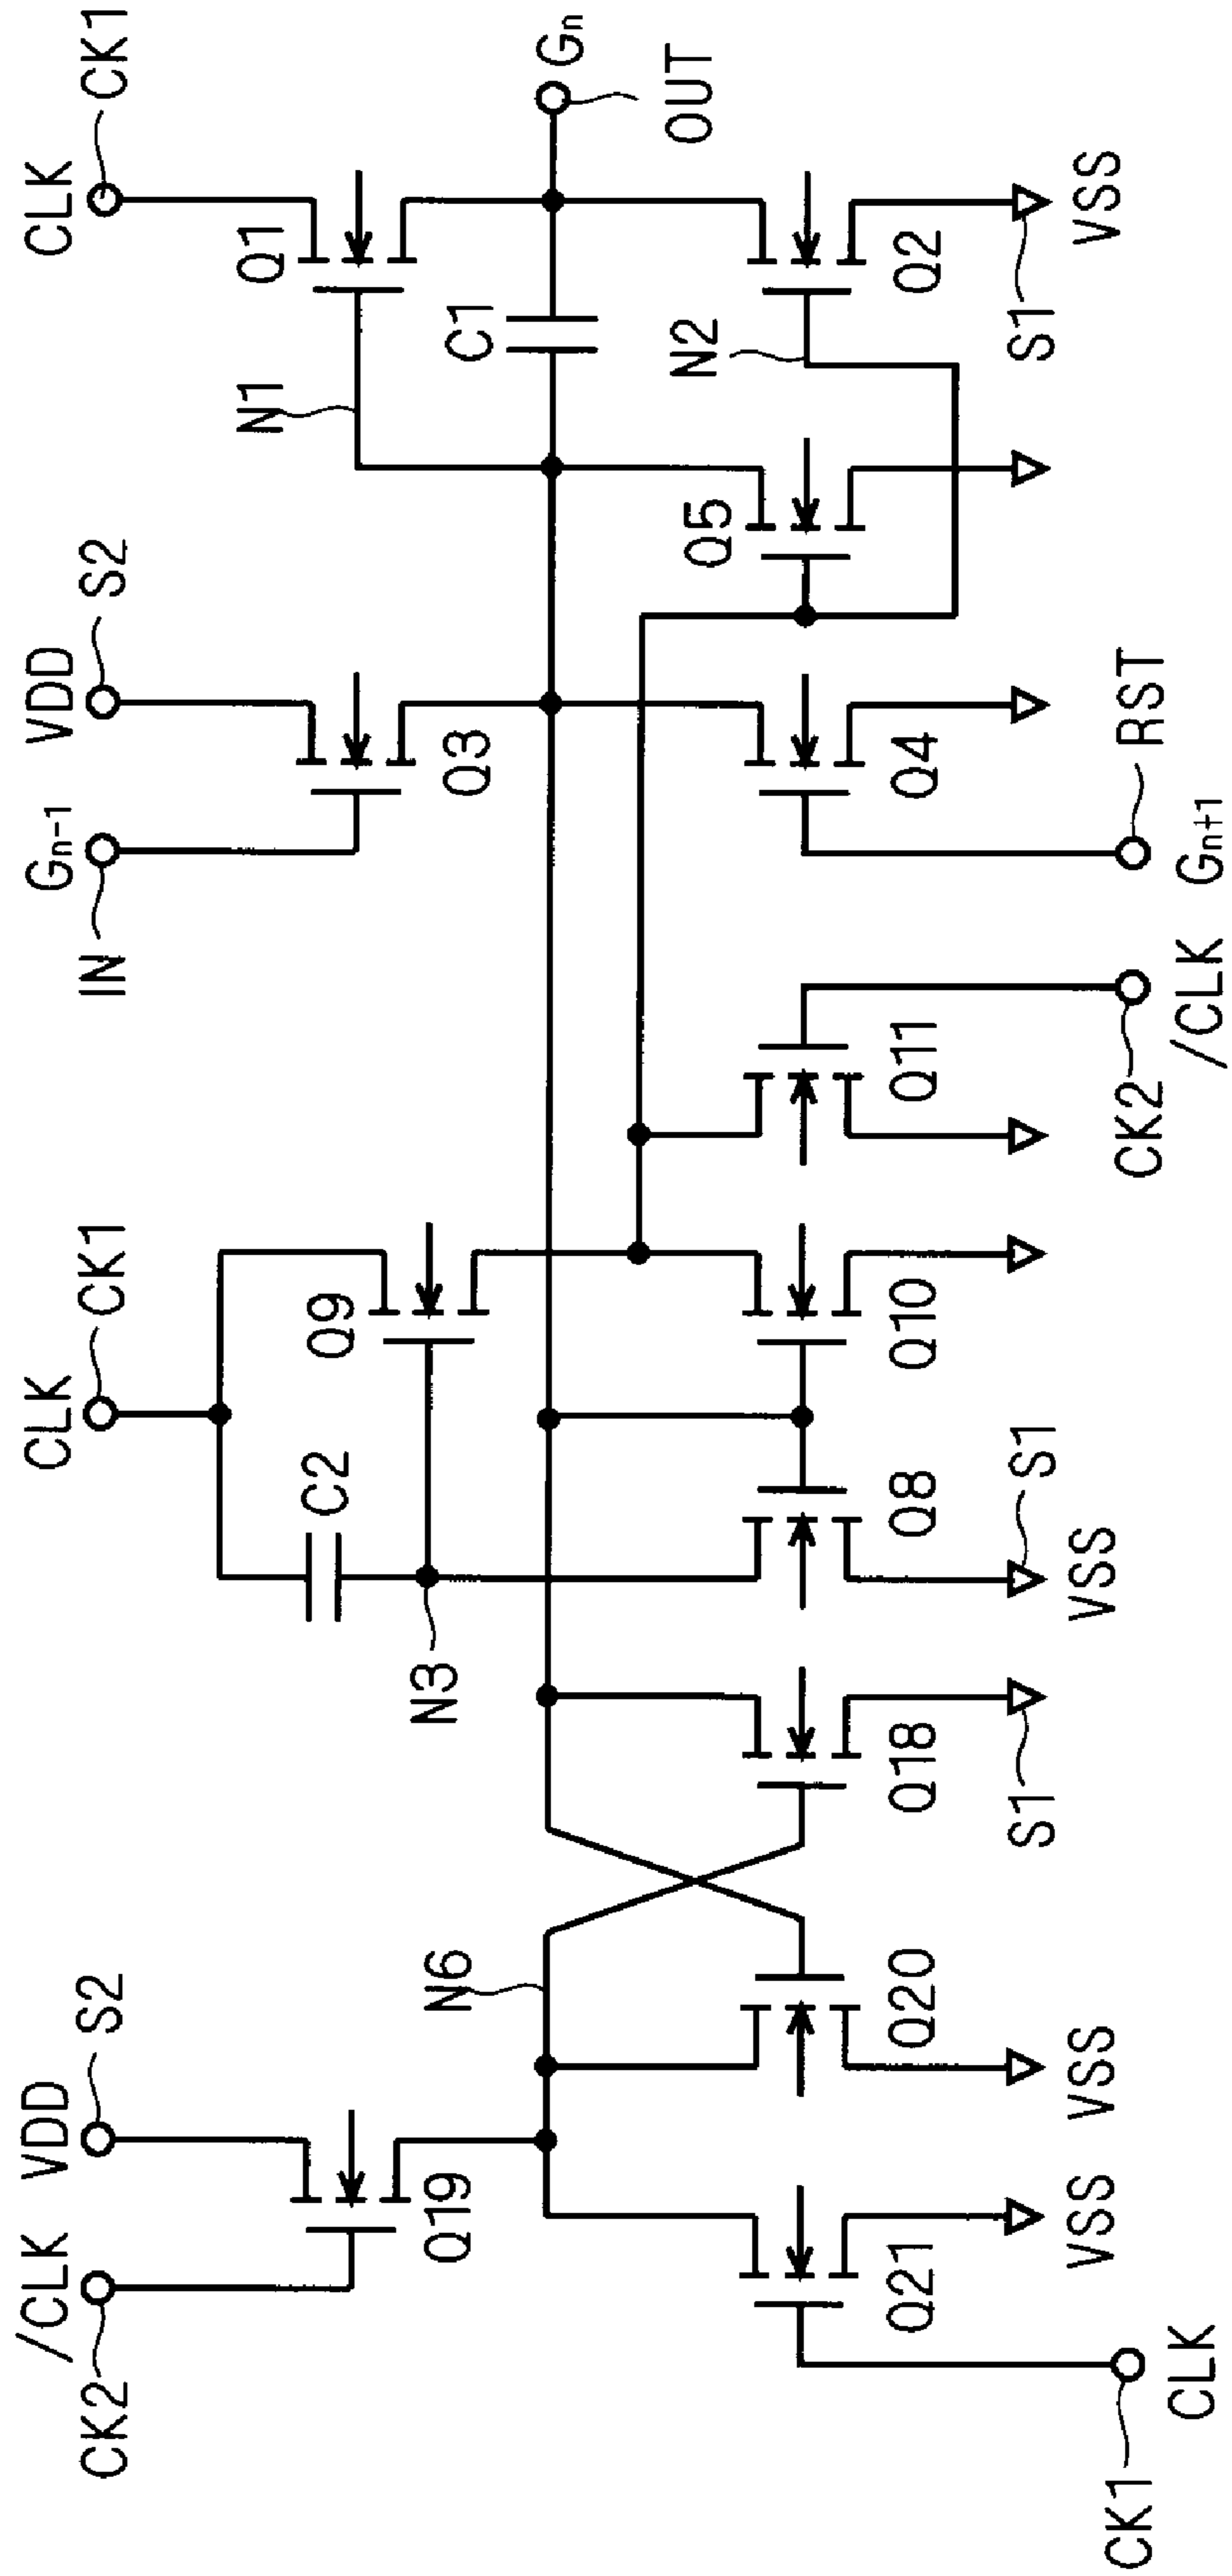 CLK
CK1
Gn
OUT
Q1
C1
N1
N2
Q2
S1
VSS
Q5
VDD
S2
Gn-1
IN
Q3
Q4
RST
Gn+1
Q11
CK2
/CLK
CLK
CK1
Q9
C2
N3
Q10
Q8
S1
VSS
Q18
S1
N6
VDD
S2
/CLK
CK2
Q19
Q20
VSS
Q21
VSS
CLK
CK1